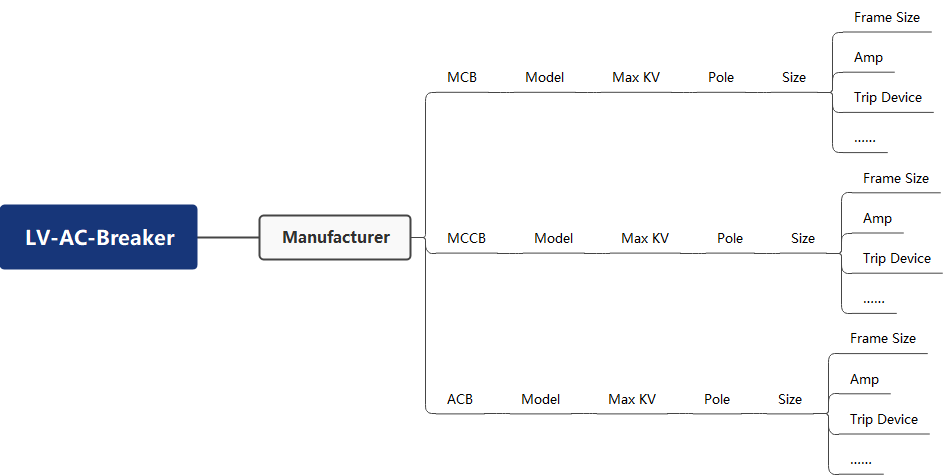 LV-AC-Breaker
Manufacturer
MCB Model Max KV Pole Size
Frame Size
Amp
Trip Device
......
MCCB Model Max KV Pole Size
Frame Size
Amp
Trip Device
......
ACB Model Max KV Pole Size
Frame Size
Amp
Trip Device
......